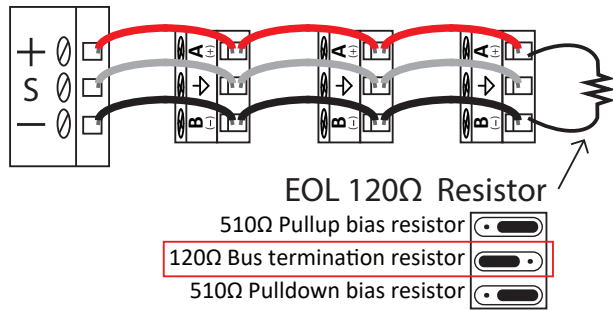 +
S
−
A (+)
B (-)
A (+)
B (-)
A (+)
B (-)
EOL 120Ω Resistor
510Ω Pullup bias resistor
120Ω Bus termination resistor
510Ω Pulldown bias resistor